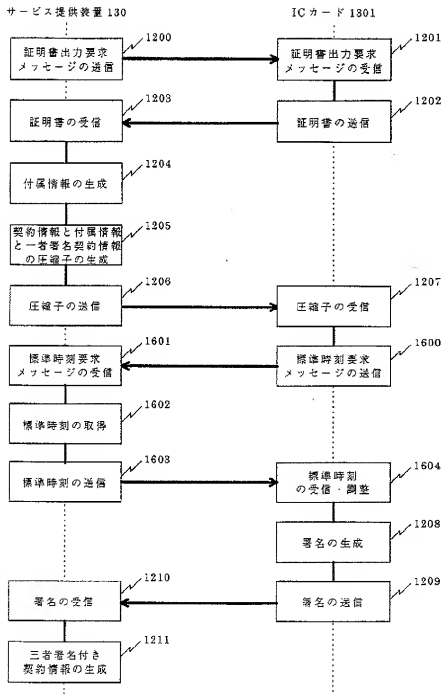 サービス提供装置130
ICカード1301
1200
証明書出力要求
メッセージの送信
1201
証明書出力要求
メッセージの受信
1203
証明書の受信
1202
証明書の送信
1204
付属情報の生成
1205
契約情報と付属情報
と一者署名契約情報
の圧縮子の生成
1206
圧縮子の送信
1207
圧縮子の受信
1601
標準時刻要求
メッセージの受信
1600
標準時刻要求
メッセージの送信
1602
標準時刻の取得
1603
標準時刻の送信
1604
標準時刻
の受信・調整
1208
署名の生成
1210
署名の受信
1209
署名の送信
1211
三者署名付き
契約情報の生成